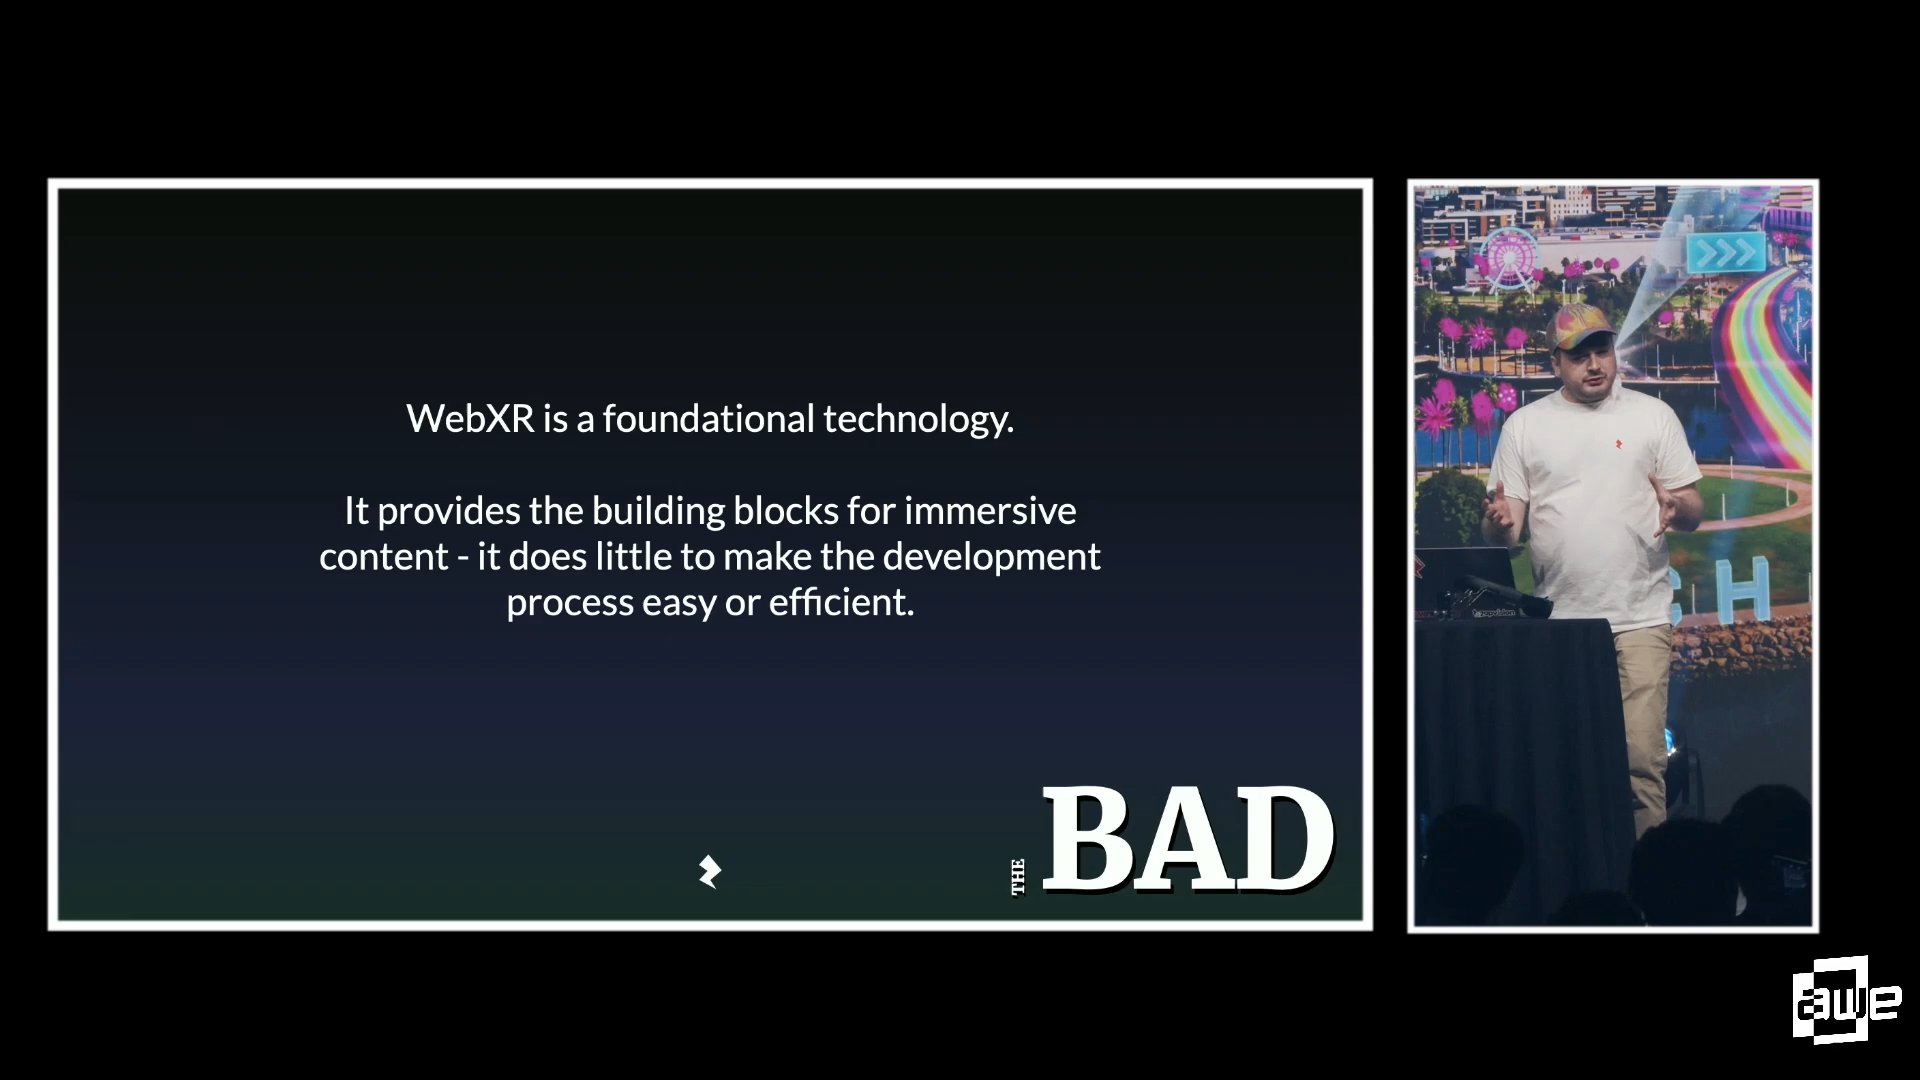 WebXR is a foundational technology.
It provides the building blocks for immersive
content - it does little to make the development
process easy or efficient.
THE BAD
CH
awe